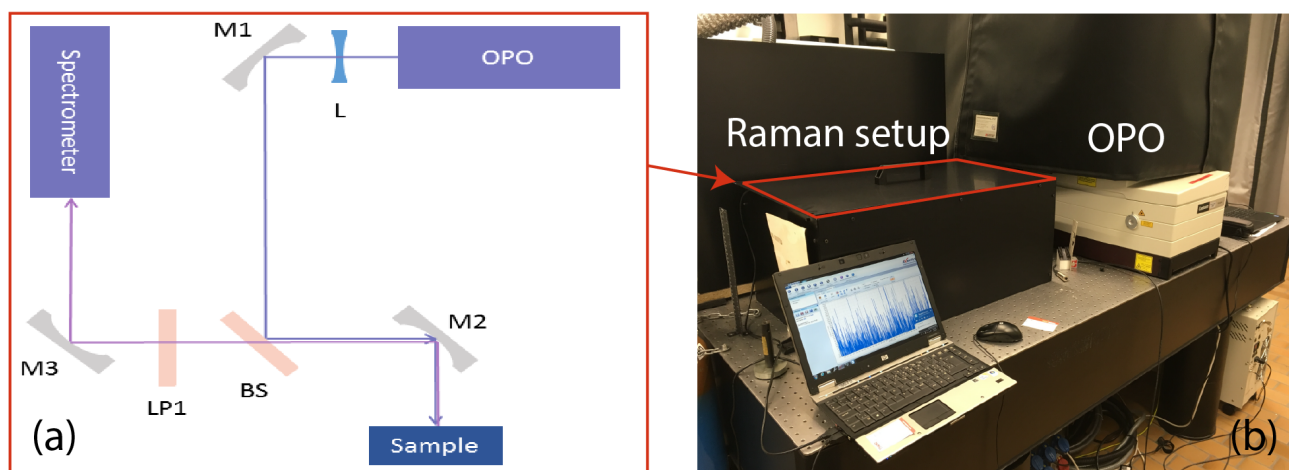 M1
OPO
L
Spectrometer
M2
M3
LP1
BS
Sample
(a)
Raman setup
OPO
(b)